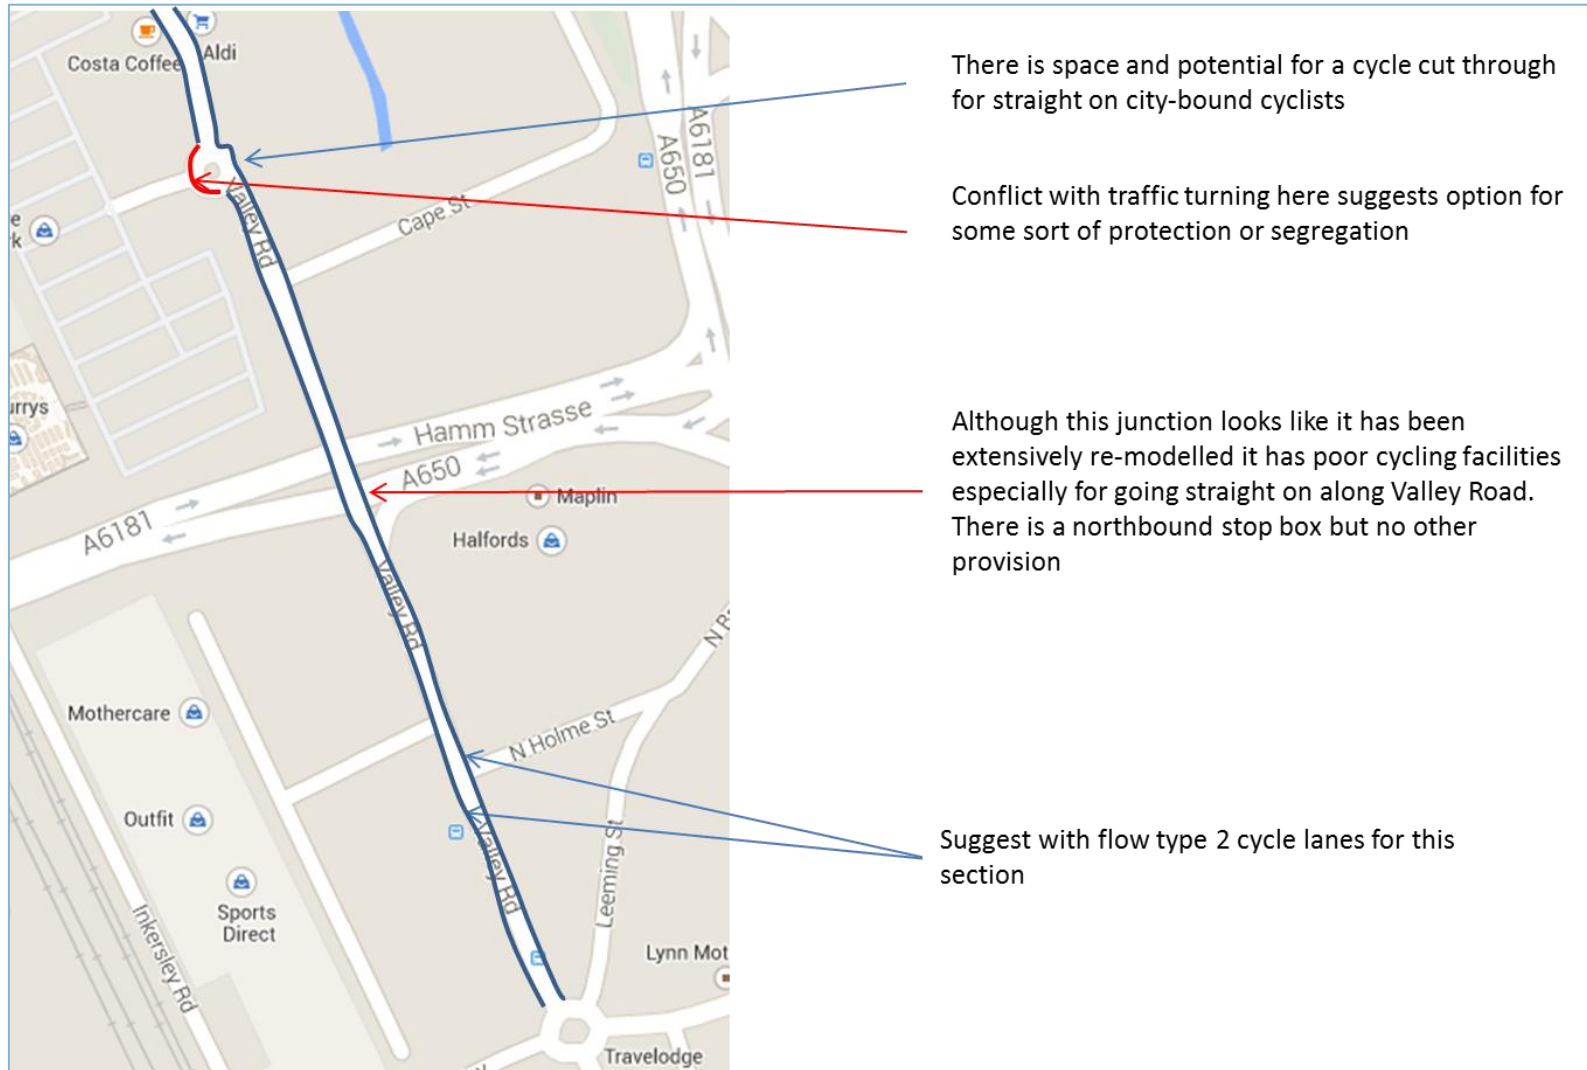 Costa Coffee
Aldi
There is space and potential for a cycle cut through
for straight on city-bound cyclists
A6181
A650
Conflict with traffic turning here suggests option for
some sort of protection or segregation
Valley Rd
Cape St
Hamm Strasse
Although this junction looks like it has been
extensively re-modelled it has poor cycling facilities
especially for going straight on along Valley Road.
There is a northbound stop box but no other
provision
A650
Maplin
A6181
Halfords
Valley Rd
Mothercare
N Holme St
Outfit
Suggest with flow type 2 cycle lanes for this
section
Valley Rd
Leeming St
Sports
Direct
Inkersley Rd
Lynn Mot
Travelodge